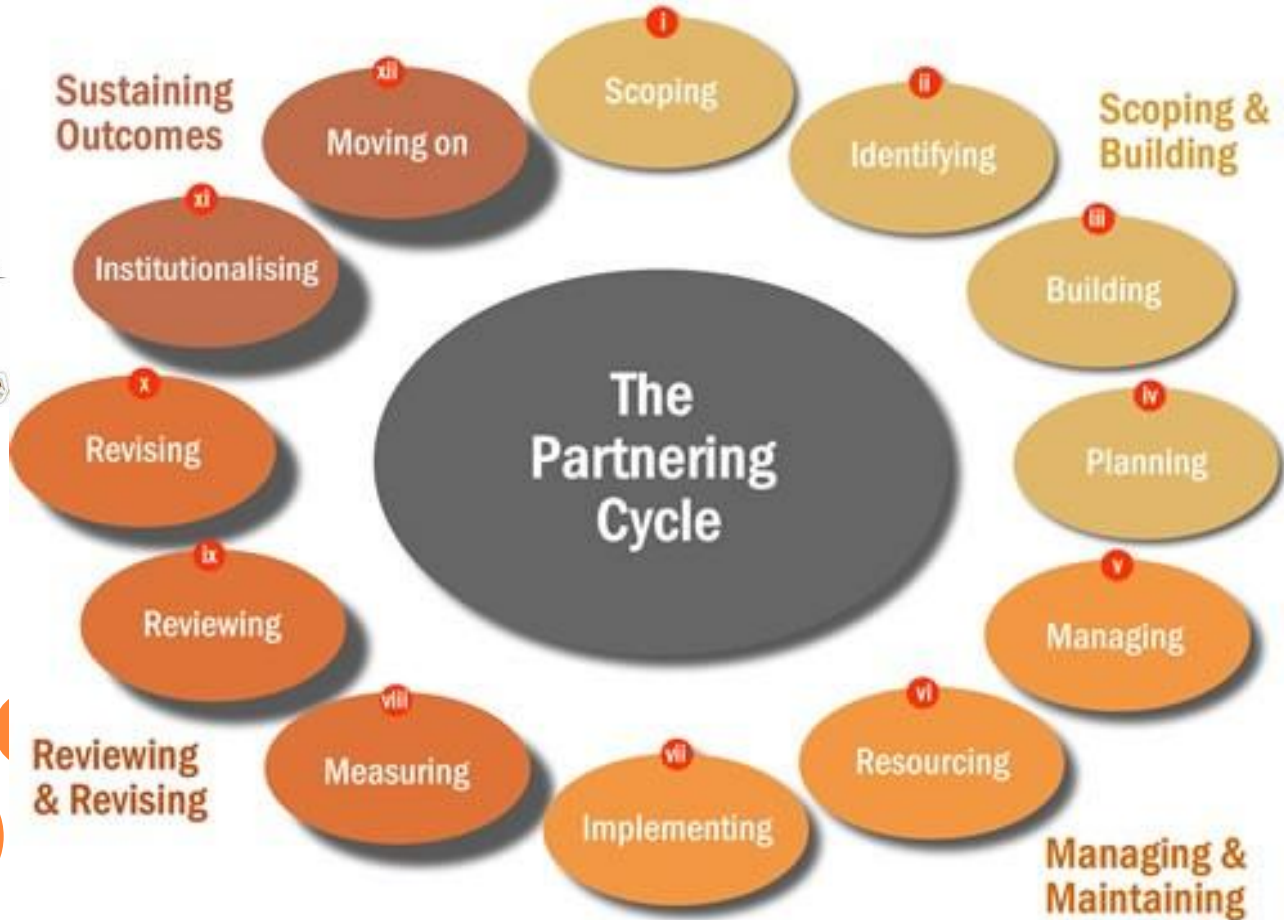 i
Scoping
ii
Identifying
Scoping &
Building
iii
Building
iv
Planning
v
Managing
vi
Resourcing
Managing &
Maintaining
vii
Implementing
viii
Measuring
Reviewing
& Revising
ix
Reviewing
x
Revising
xi
Institutionalising
Sustaining
Outcomes
xii
Moving on
The
Partnering
Cycle